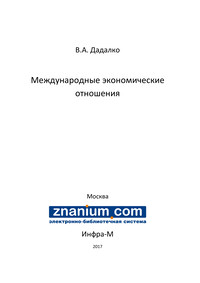 В.А. Дадалко
Международные экономические
отношения
Москва
znanium.com
электронно-библиотечная система
Инфра-М
2017